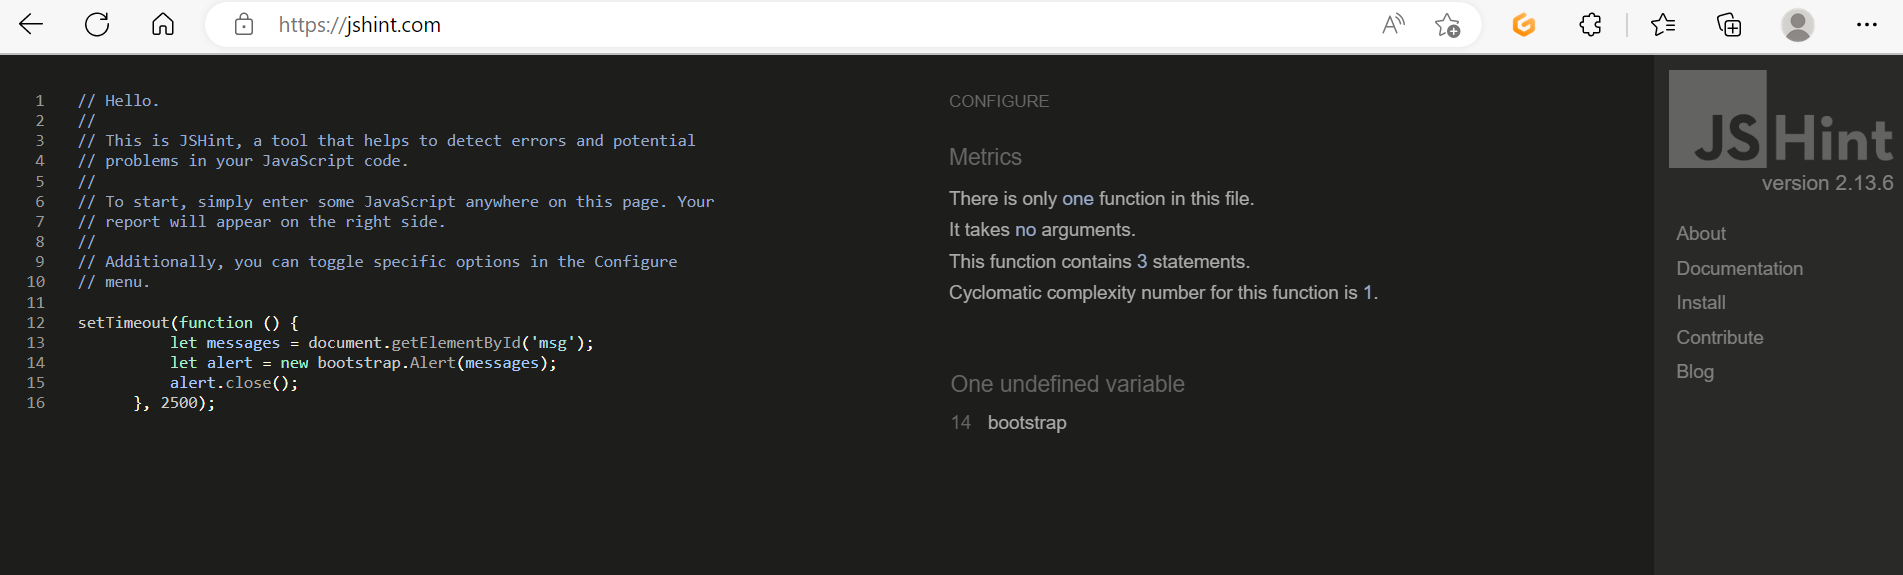 https://jshint.com
1 // Hello.
2 //
3 // This is JSHint, a tool that helps to detect errors and potential
4 // problems in your JavaScript code.
5 //
6 // To start, simply enter some JavaScript anywhere on this page. Your
7 // report will appear on the right side.
8 //
9 // Additionally, you can toggle specific options in the Configure
10 // menu.
11
12 setTimeout(function () {
13 let messages = document.getElementById('msg');
14 let alert = new bootstrap.Alert(messages);
15 alert.close();
16 }, 2500);
CONFIGURE
Metrics
There is only one function in this file.
It takes no arguments.
This function contains 3 statements.
Cyclomatic complexity number for this function is 1.
One undefined variable
14 bootstrap
JSHint
version 2.13.6
About
Documentation
Install
Contribute
Blog